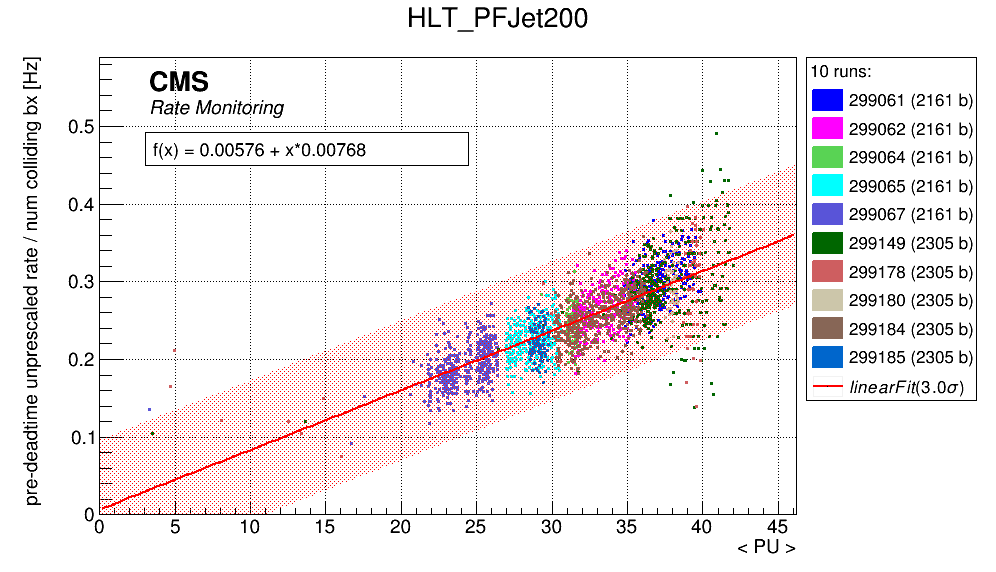 HLT_PFJet200
pre-deadtime unprescaled rate / num colliding bx [Hz]
CMS
Rate Monitoring
f(x) = 0.00576 + x*0.00768
0.5
0.4
0.3
0.2
0.1
0
0 5 10 15 20 25 30 35 40 45
< PU >
10 runs:
299061 (2161 b)
299062 (2161 b)
299064 (2161 b)
299065 (2161 b)
299067 (2161 b)
299149 (2305 b)
299178 (2305 b)
299180 (2305 b)
299184 (2305 b)
299185 (2305 b)
linearFit(3.0σ)